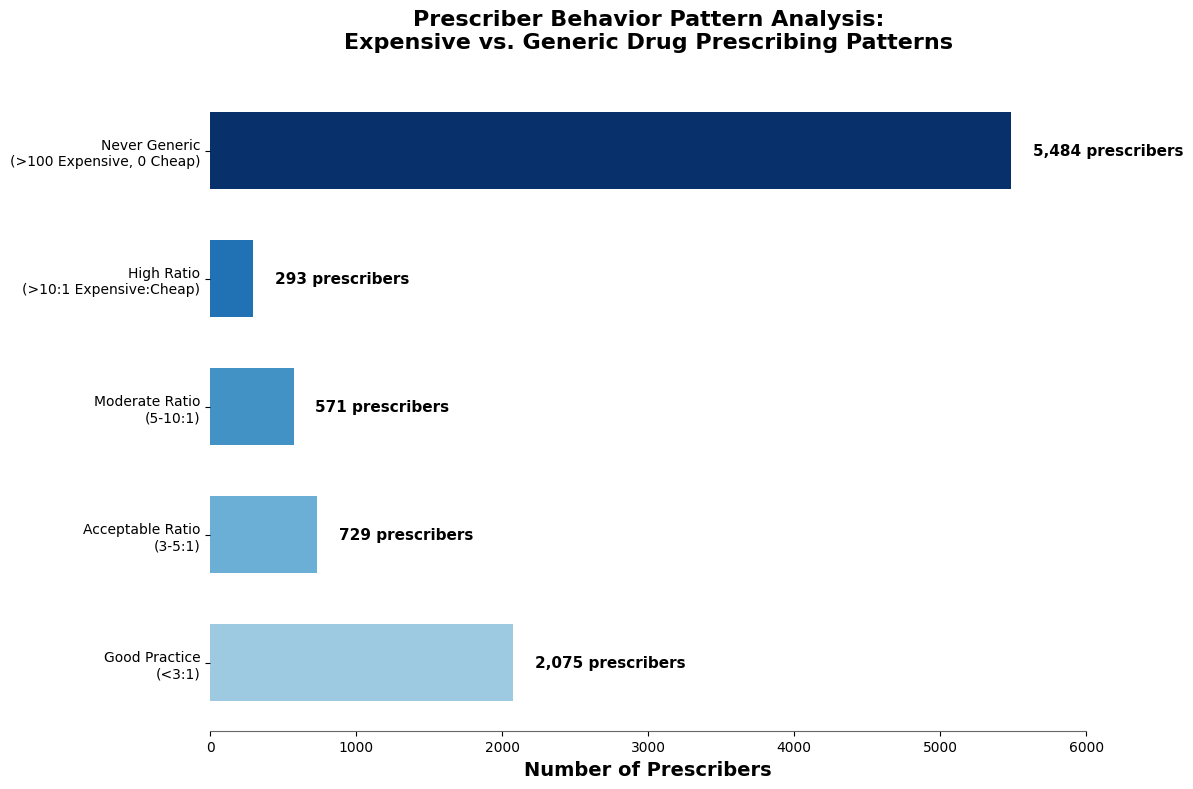 Prescriber Behavior Pattern Analysis:
Expensive vs. Generic Drug Prescribing Patterns
Never Generic
(>100 Expensive, 0 Cheap)
5,484 prescribers
High Ratio
(>10:1 Expensive:Cheap)
293 prescribers
Moderate Ratio
(5-10:1)
571 prescribers
Acceptable Ratio
(3-5:1)
729 prescribers
Good Practice
(<3:1)
2,075 prescribers
0 1000 2000 3000 4000 5000 6000
Number of Prescribers